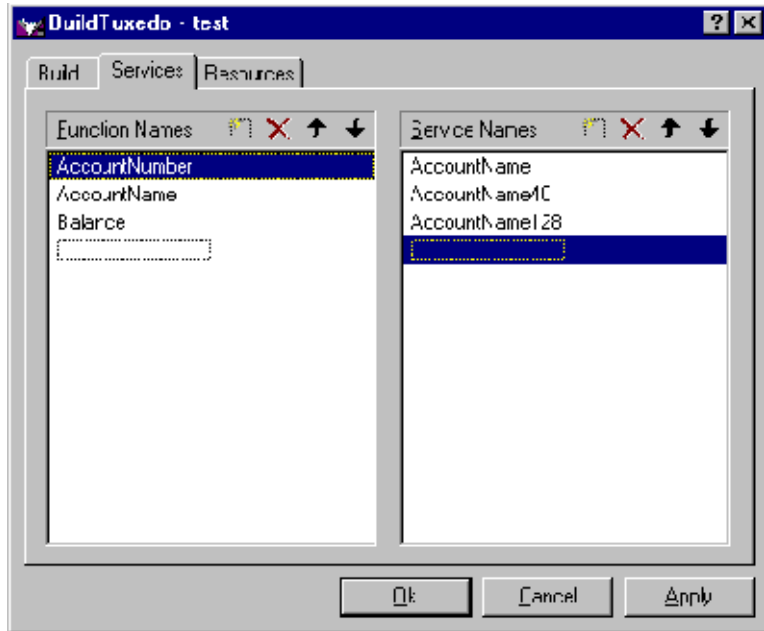 BuildTuxedo - test
Build Services Resources
Function Names
AccountNumber
AccountName
Balance
Service Names
AccountName
AccountName40
AccountName128
Ok Cancel Apply